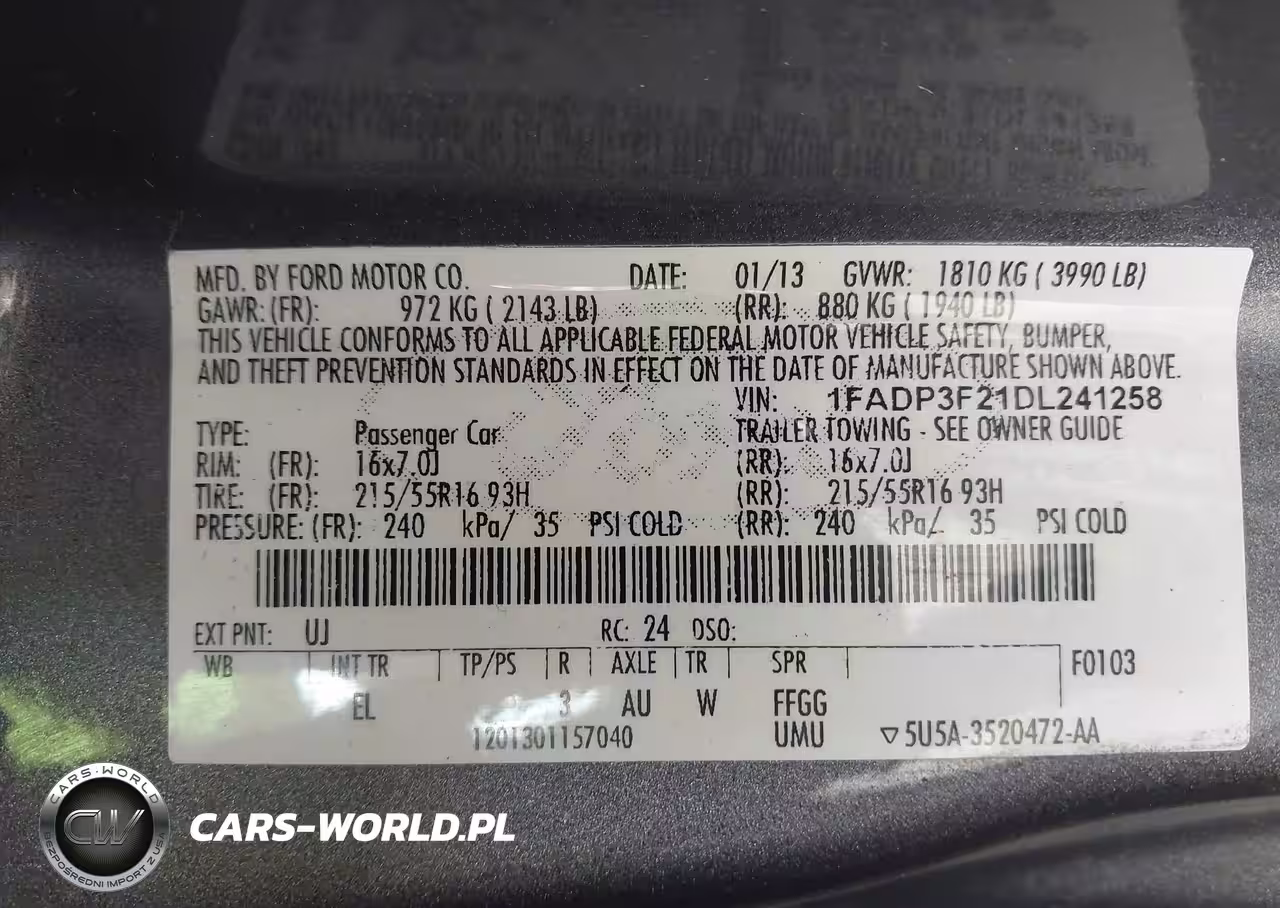 MFD. BY FORD MOTOR CO. DATE: 01/13 GVWR: 1810 KG ( 3990 LB)
GAWR: (FR): 972 KG ( 2143 LB) (RR): 880 KG ( 1940 LB)
THIS VEHICLE CONFORMS TO ALL APPLICABLE FEDERAL MOTOR VEHICLE SAFETY, BUMPER,
AND THEFT PREVENTION STANDARDS IN EFFECT ON THE DATE OF MANUFACTURE SHOWN ABOVE.
VIN: 1FADP3F21DL241258
TYPE: Passenger Car TRAILER TOWING - SEE OWNER GUIDE
RIM: (FR): 16x7.0J (RR): 16x7.0J
TIRE: (FR): 215/55R16 93H (RR): 215/55R16 93H
PRESSURE: (FR): 240 kPa/ 35 PSI COLD (RR): 240 kPa/ 35 PSI COLD
EXT PNT: UJ RC: 24 DSO:
WB INT TR TP/PS R AXLE TR SPR F0103
EL 3 AU W FFGG
1201301157040 UMU ▽5U5A-3520472-AA
CARS-WORLD
CW
BEZPOŚREDNI IMPORT Z USA
CARS-WORLD.PL